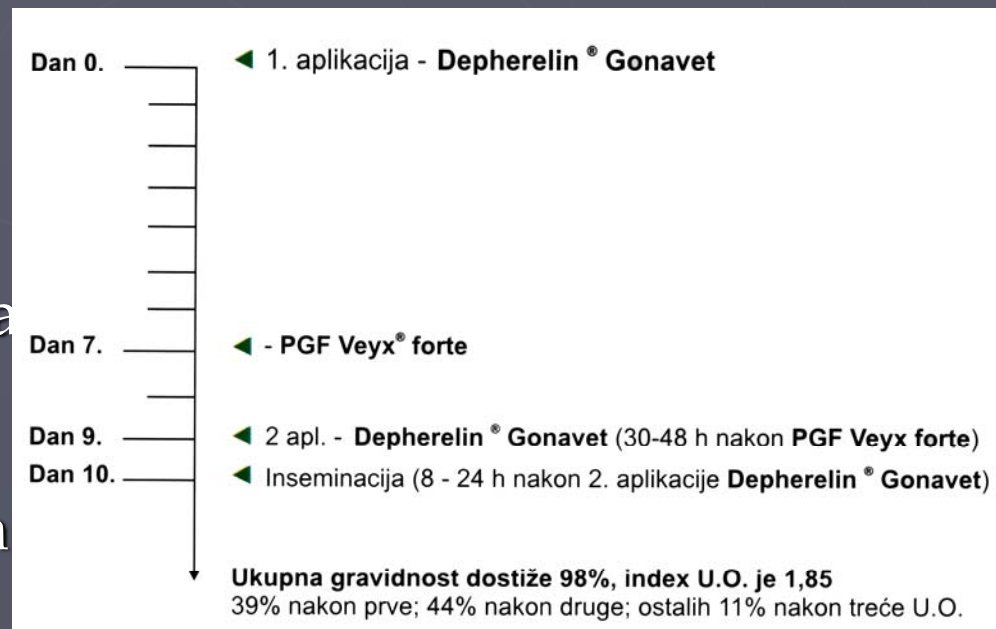 Dan 0. ◄ 1. aplikacija - Depherelin ® Gonavet
Dan 7. ◄ - PGF Veyx® forte
Dan 9. ◄ 2 apl. - Depherelin ® Gonavet (30-48 h nakon PGF Veyx forte)
Dan 10. ◄ Inseminacija (8 - 24 h nakon 2. aplikacije Depherelin ® Gonavet)
Ukupna gravidnost dostiže 98%, index U.O. je 1,85
39% nakon prve; 44% nakon druge; ostalih 11% nakon treće U.O.